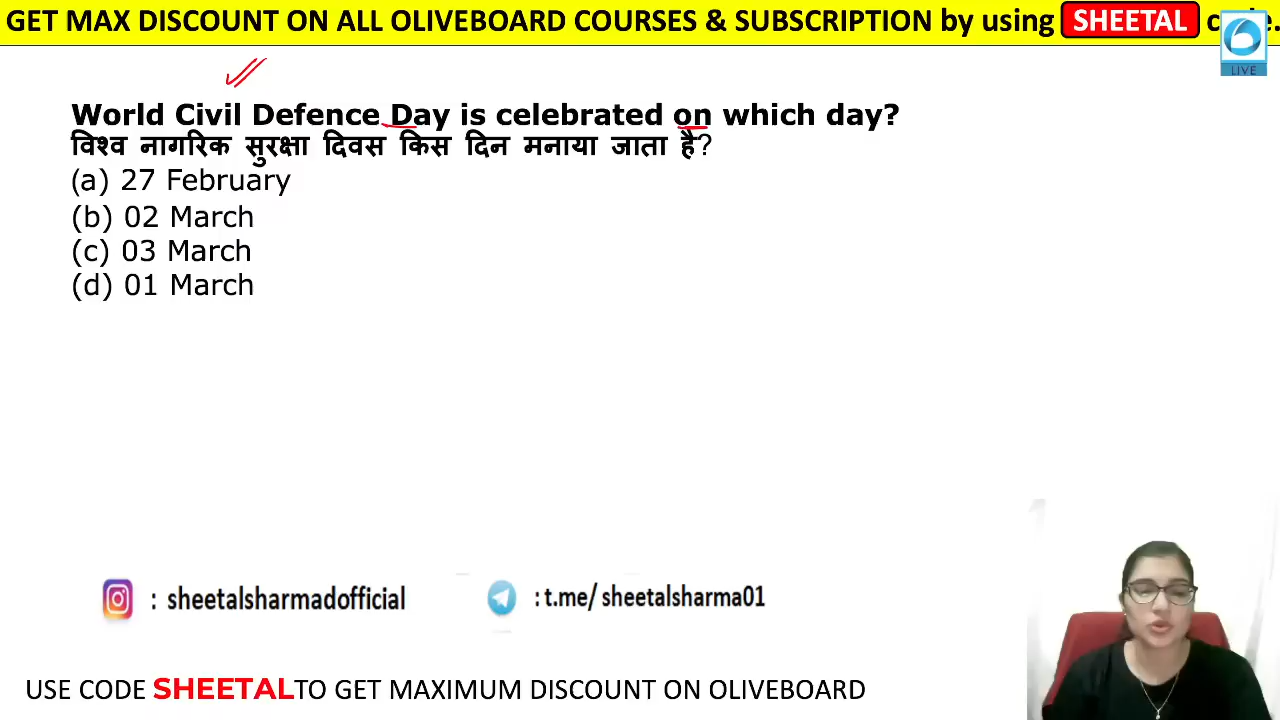 GET MAX DISCOUNT ON ALL OLIVEBOARD COURSES & SUBSCRIPTION by using SHEETAL code.
LIVE
World Civil Defence Day is celebrated on which day?
विश्व नागरिक सुरक्षा दिवस किस दिन मनाया जाता है?
(a) 27 February
(b) 02 March
(c) 03 March
(d) 01 March
: sheetalsharmadofficial
: t.me/ sheetalsharma01
USE CODE SHEETAL TO GET MAXIMUM DISCOUNT ON OLIVEBOARD